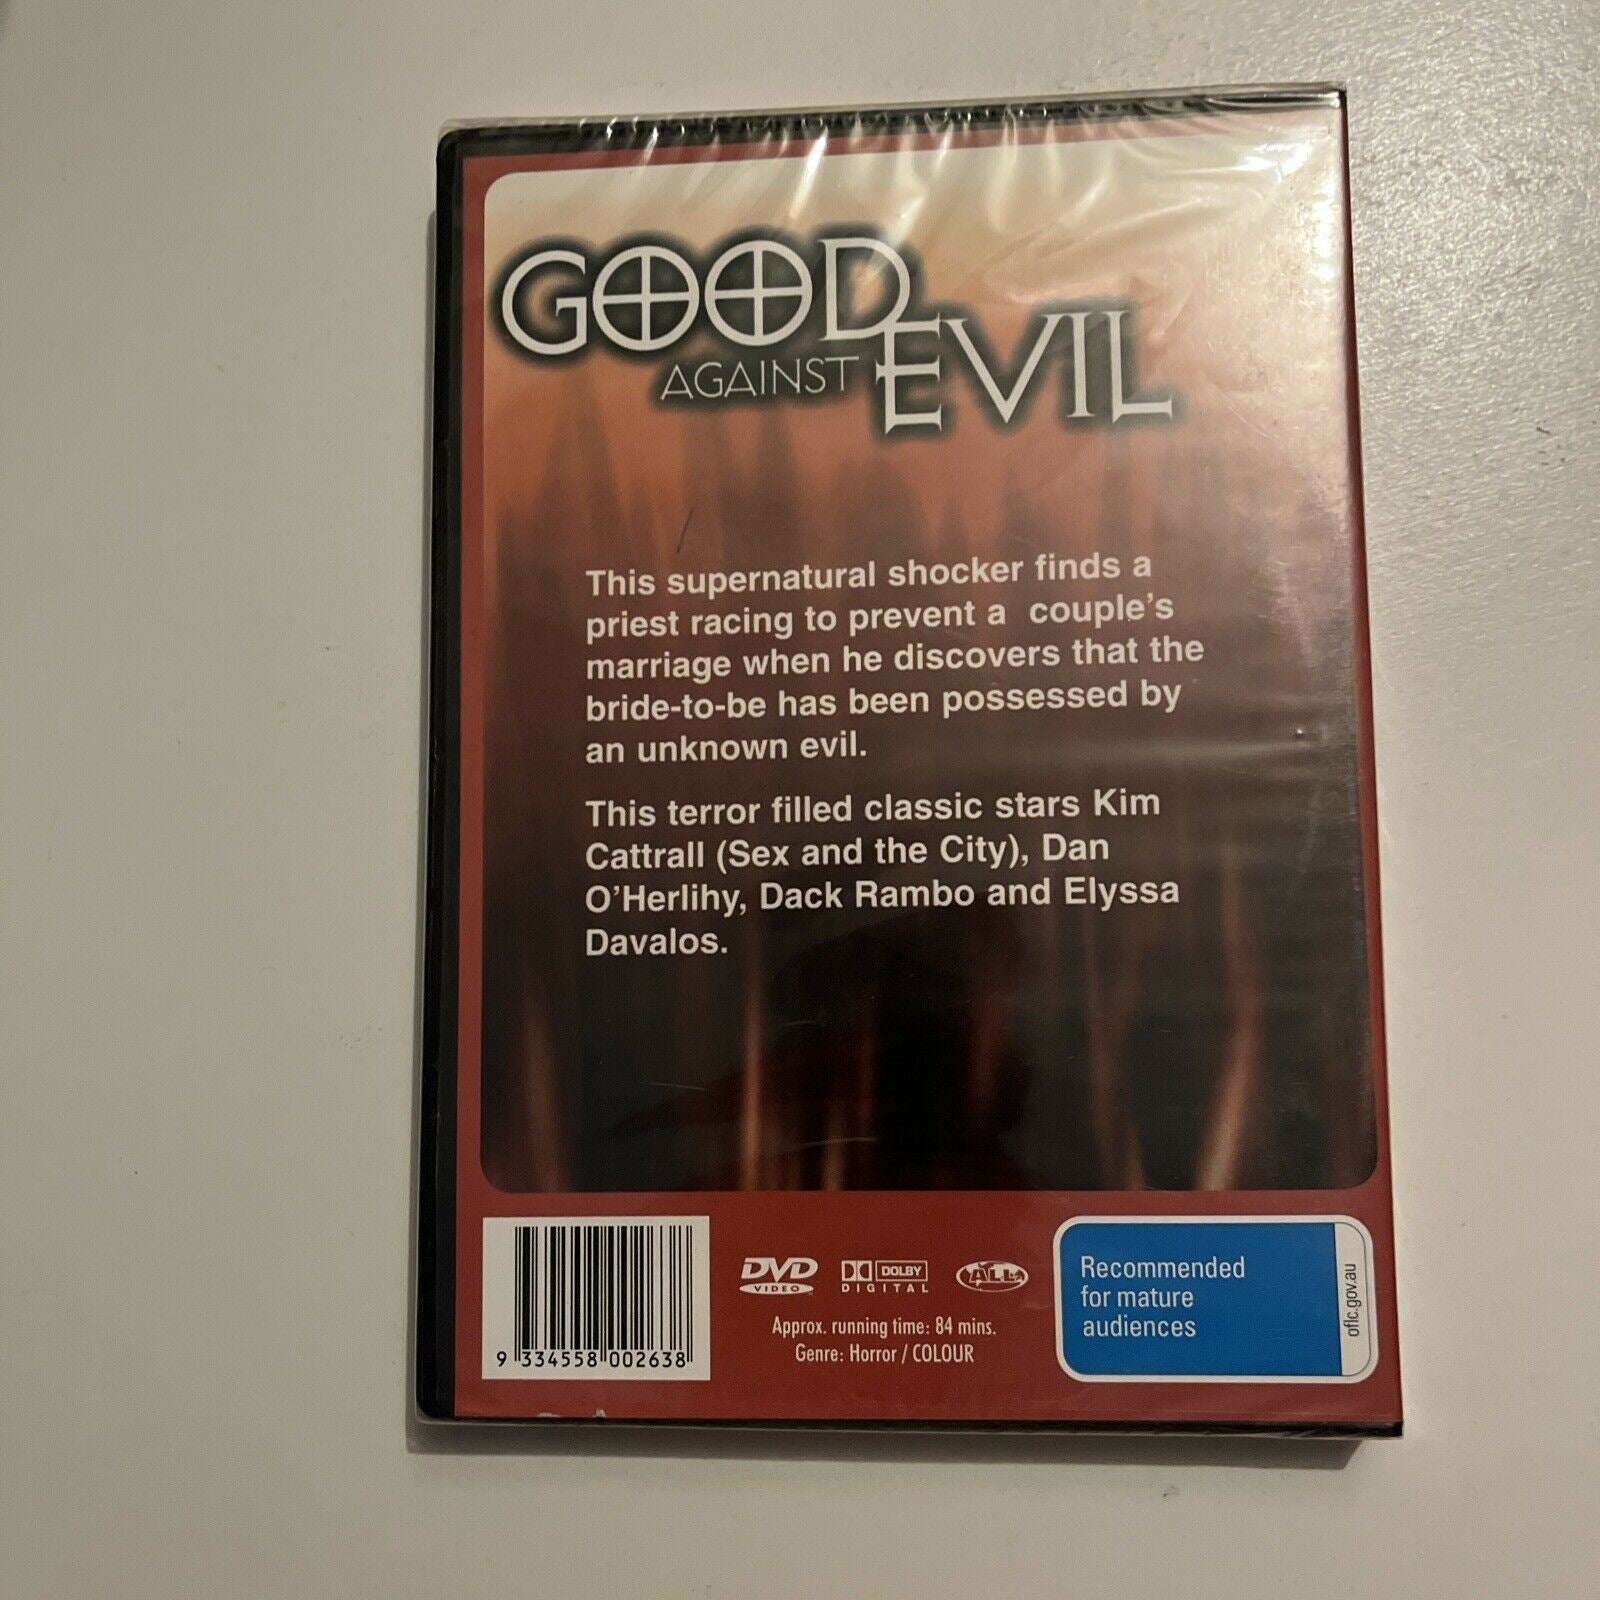 GOOD
AGAINST EVIL
This supernatural shocker finds a
priest racing to prevent a couple's
marriage when he discovers that the
bride-to-be has been possessed by
an unknown evil.
This terror filled classic stars Kim
Cattrall (Sex and the City), Dan
O'Herlihy, Dack Rambo and Elyssa
Davalos.
9 334558 002638
DVD
VIDEO
DOLBY
DIGITAL
ALL
Approx. running time: 84 mins.
Genre: Horror / COLOUR
Recommended
for mature
audiences
oflc.gov.au